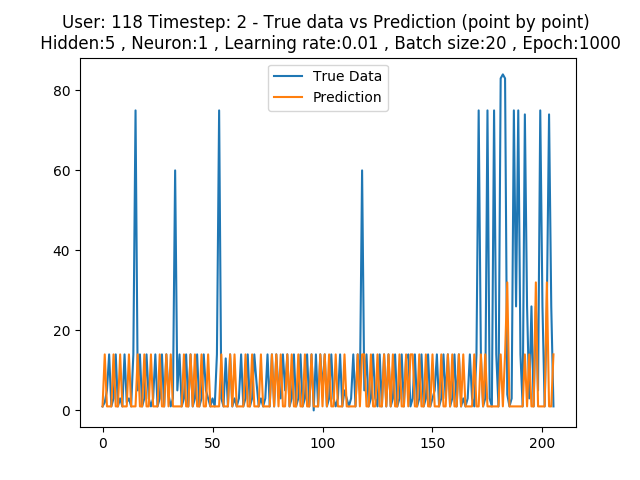 User: 118 Timestep: 2 - True data vs Prediction (point by point)
Hidden:5 , Neuron:1 , Learning rate:0.01 , Batch size:20 , Epoch:1000
True Data
Prediction
80
60
40
20
0
0 50 100 150 200